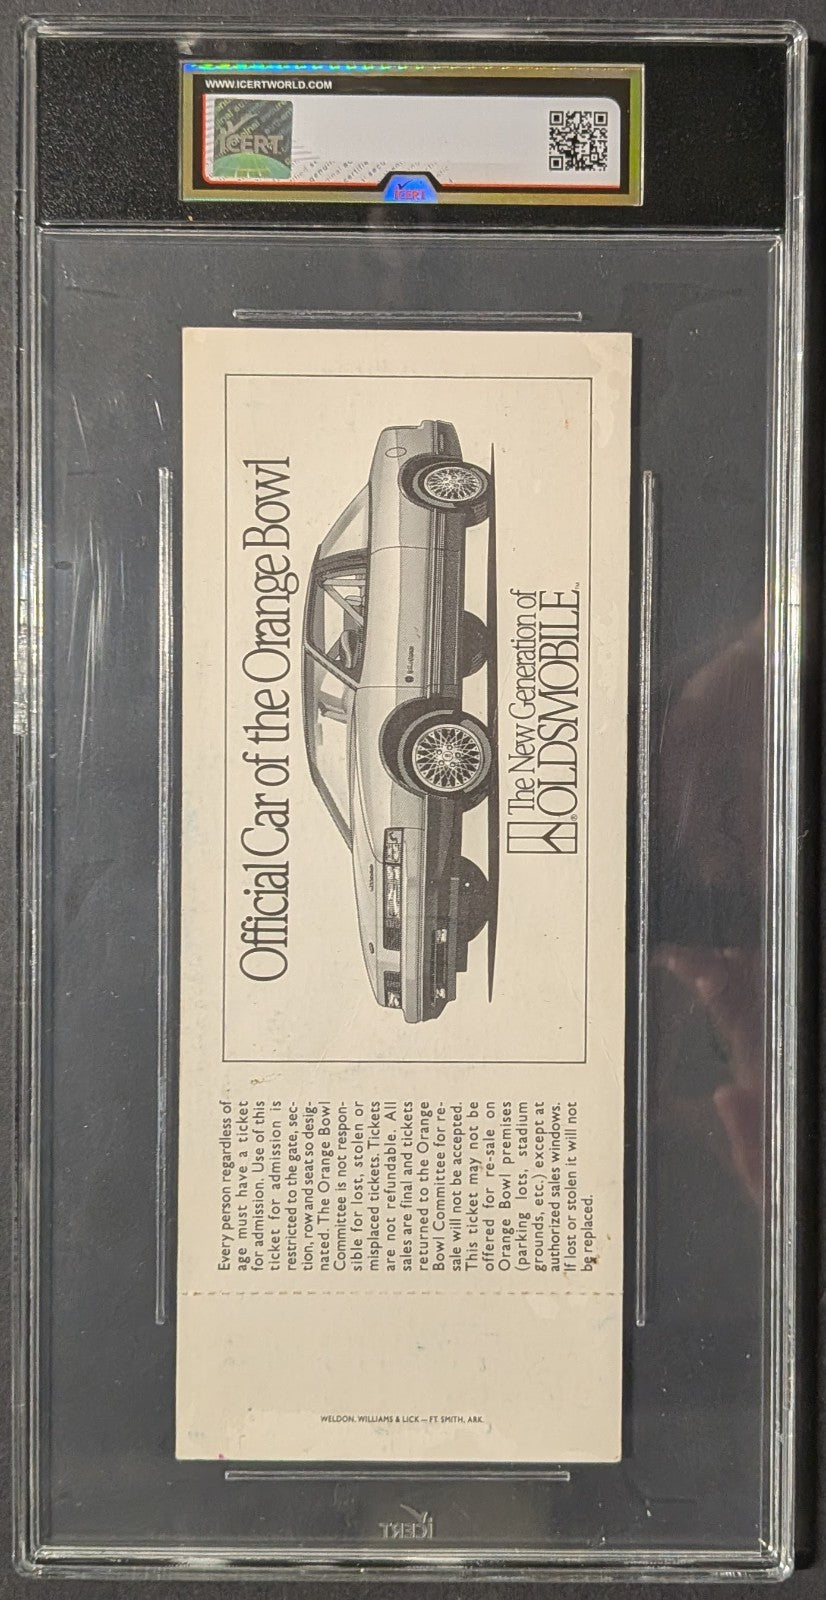 WWW.ICERTWORLD.COM
iCERT
iCERT
Official Car of the Orange Bowl
The New Generation of
® OLDSMOBILE™
Every person regardless of
age must have a ticket
for admission. Use of this
ticket for admission is
restricted to the gate, sec-
tion, row and seat so desig-
nated. The Orange Bowl
Committee is not respon-
sible for lost, stolen or
misplaced tickets. Tickets
are not refundable. All
sales are final and tickets
returned to the Orange
Bowl Committee for re-
sale will not be accepted.
This ticket may not be
offered for re-sale on
Orange Bowl premises
(parking lots, stadium
grounds, etc.) except at
authorized sales windows.
If lost or stolen it will not
be replaced.
WELDON, WILLIAMS & LICK — FT. SMITH, ARK.
iCERT